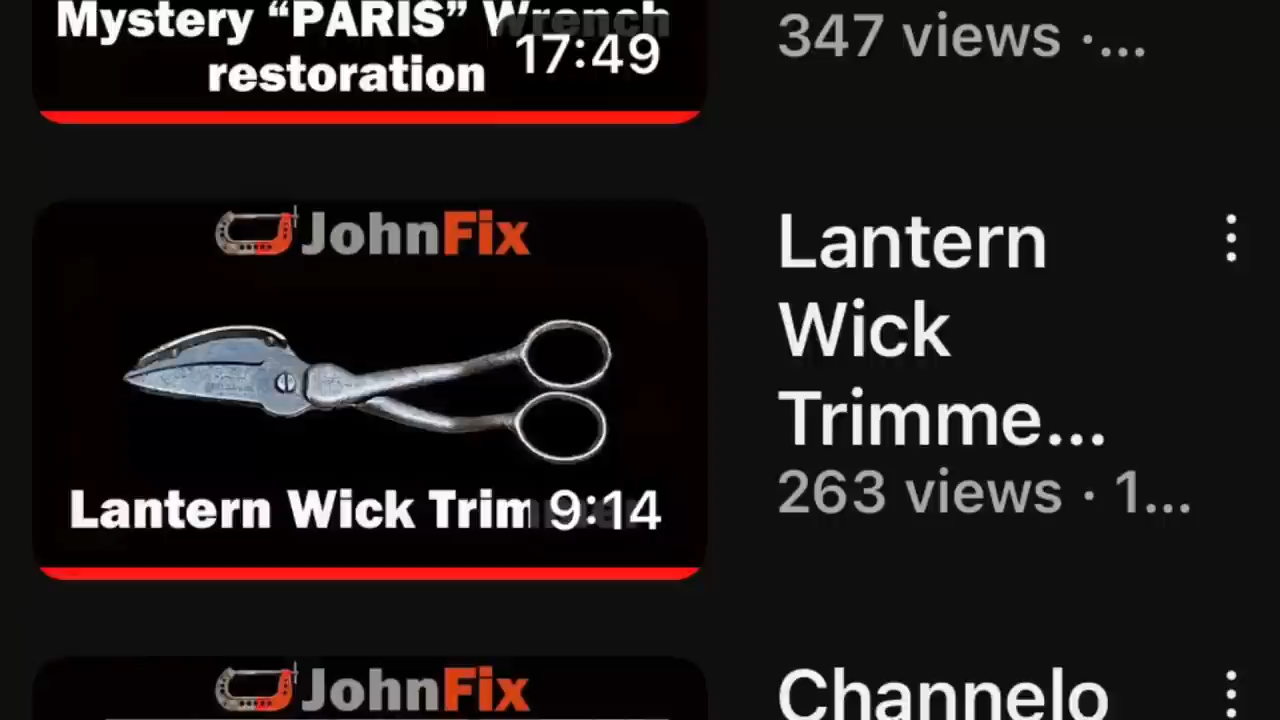 Mystery “PARIS” Wrench
restoration
17:49
347 views ·...
JohnFix
Lantern Wick Trim
9:14
Lantern
Wick
Trimme...
263 views · 1...
JohnFix
Channelo